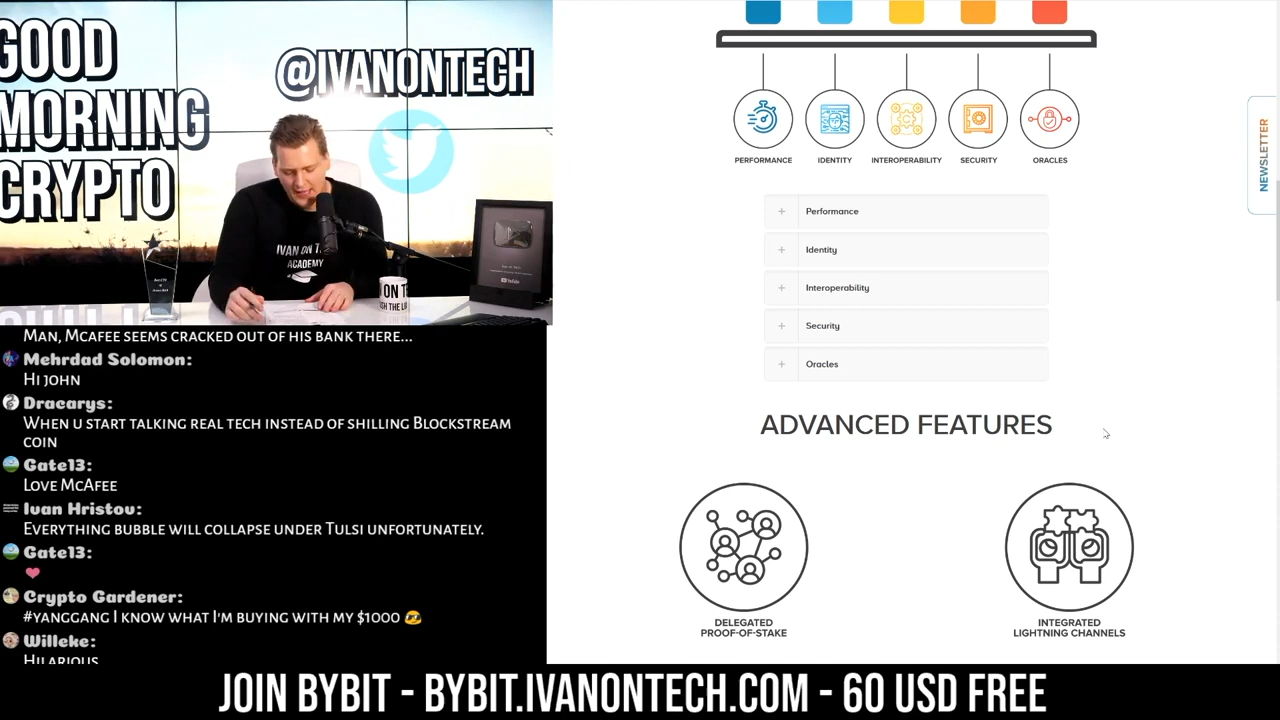 GOOD
MORNING
CRYPTO
@IVANONTECH
IVAN ON T
ACADEMY
ON T
MAN, MCAFEE SEEMS CRACKED OUT OF HIS BANK THERE...
Mehrdad Solomon:
HI JOHN
Dracarys:
WHEN U START TALKING REAL TECH INSTEAD OF SHILLING BLOCKSTREAM
COIN
Gate13:
LOVE MCAFEE
Ivan Hristov:
EVERYTHING BUBBLE WILL COLLAPSE UNDER TULSI UNFORTUNATELY.
Gate13:
❤
Crypto Gardener:
#YANGGANG I KNOW WHAT I'M BUYING WITH MY $1000 🤓
Willeke:
HILARIOUS
PERFORMANCE
IDENTITY
INTEROPERABILITY
SECURITY
ORACLES
+ Performance
+ Identity
+ Interoperability
+ Security
+ Oracles
ADVANCED FEATURES
DELEGATED
PROOF-OF-STAKE
INTEGRATED
LIGHTNING CHANNELS
NEWSLETTER
JOIN BYBIT - BYBIT.IVANONTECH.COM - 60 USD FREE